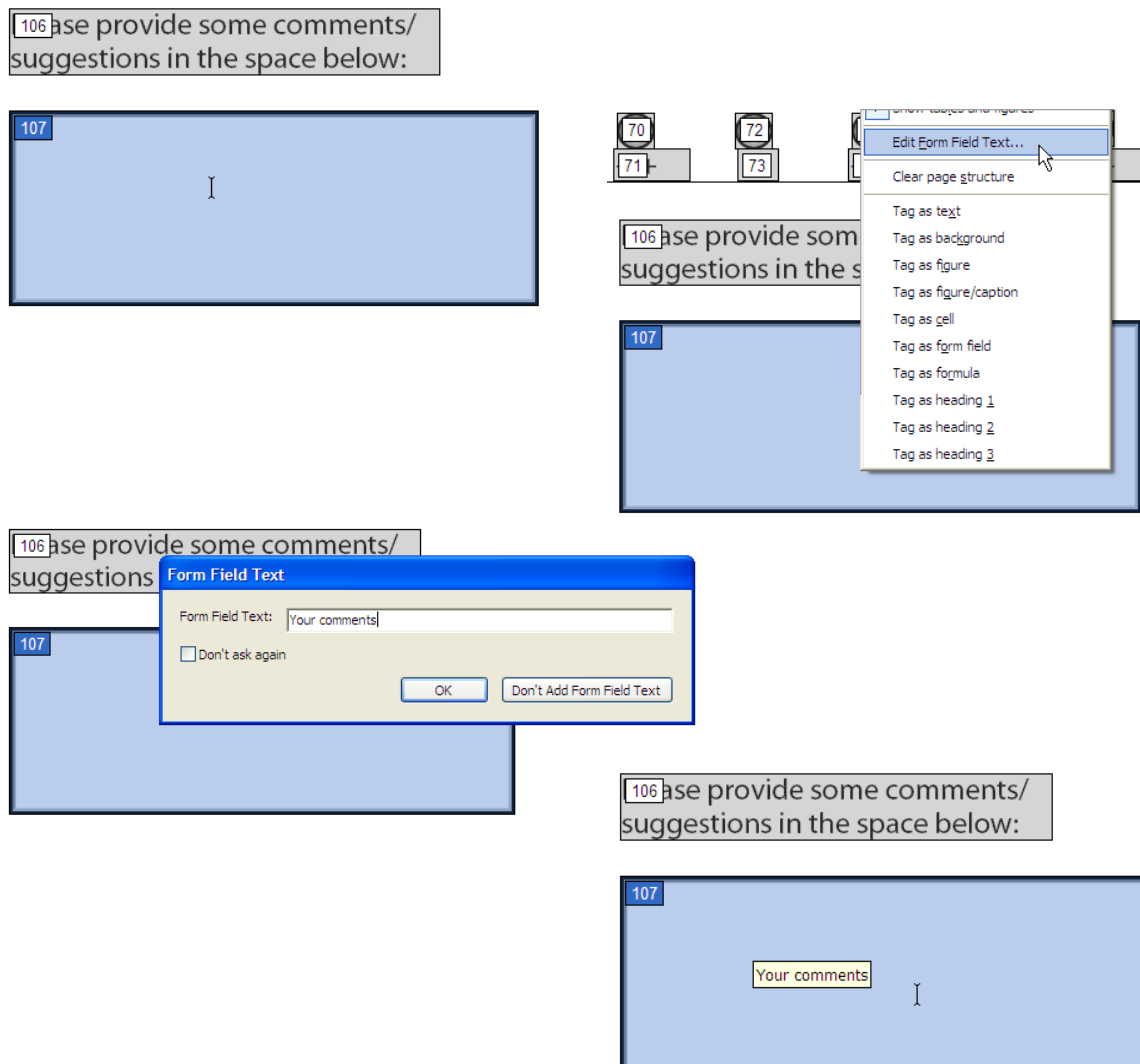 106 ase provide some comments/
suggestions in the space below:
107
70
72
71
73
Show tables and figures
Edit Form Field Text...
Clear page structure
Tag as text
Tag as background
Tag as figure
Tag as figure/caption
Tag as cell
Tag as form field
Tag as formula
Tag as heading 1
Tag as heading 2
Tag as heading 3
106 ase provide som
suggestions in the s
107
106 ase provide some comments/
suggestions
107
Form Field Text
Form Field Text: Your comments
Don't ask again
OK
Don't Add Form Field Text
106 ase provide some comments/
suggestions in the space below:
107
Your comments